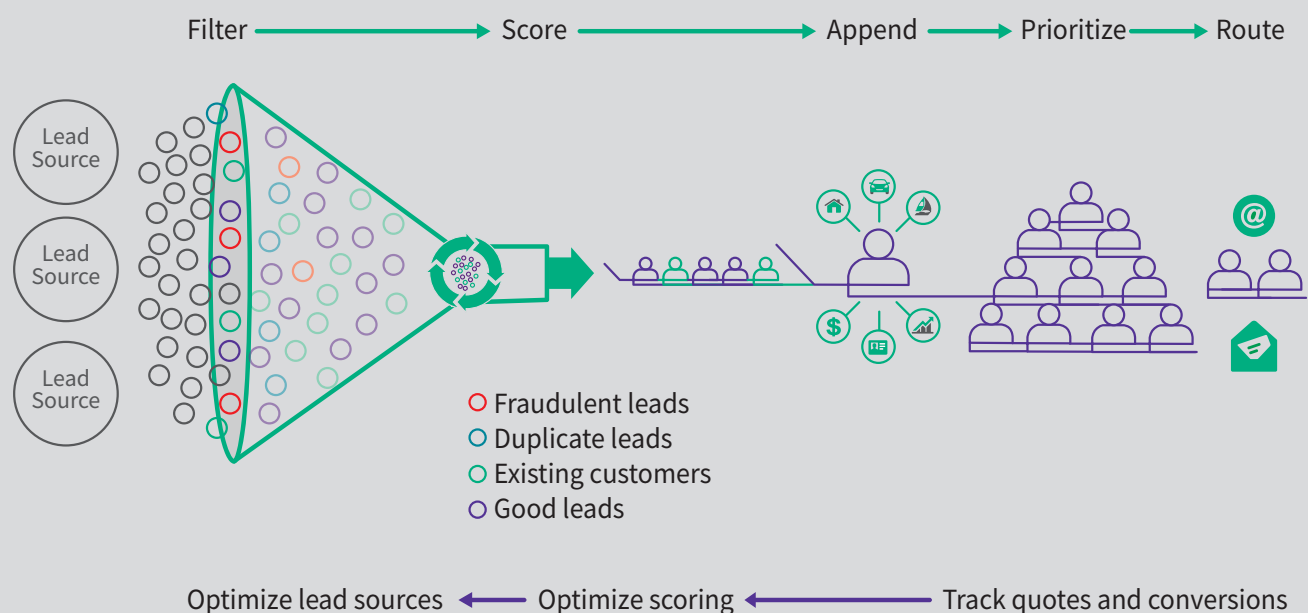 Filter Score Append Prioritize Route
Lead
Source
Lead
Source
Lead
Source
@
$
Fraudulent leads
Duplicate leads
Existing customers
Good leads
Optimize lead sources Optimize scoring Track quotes and conversions